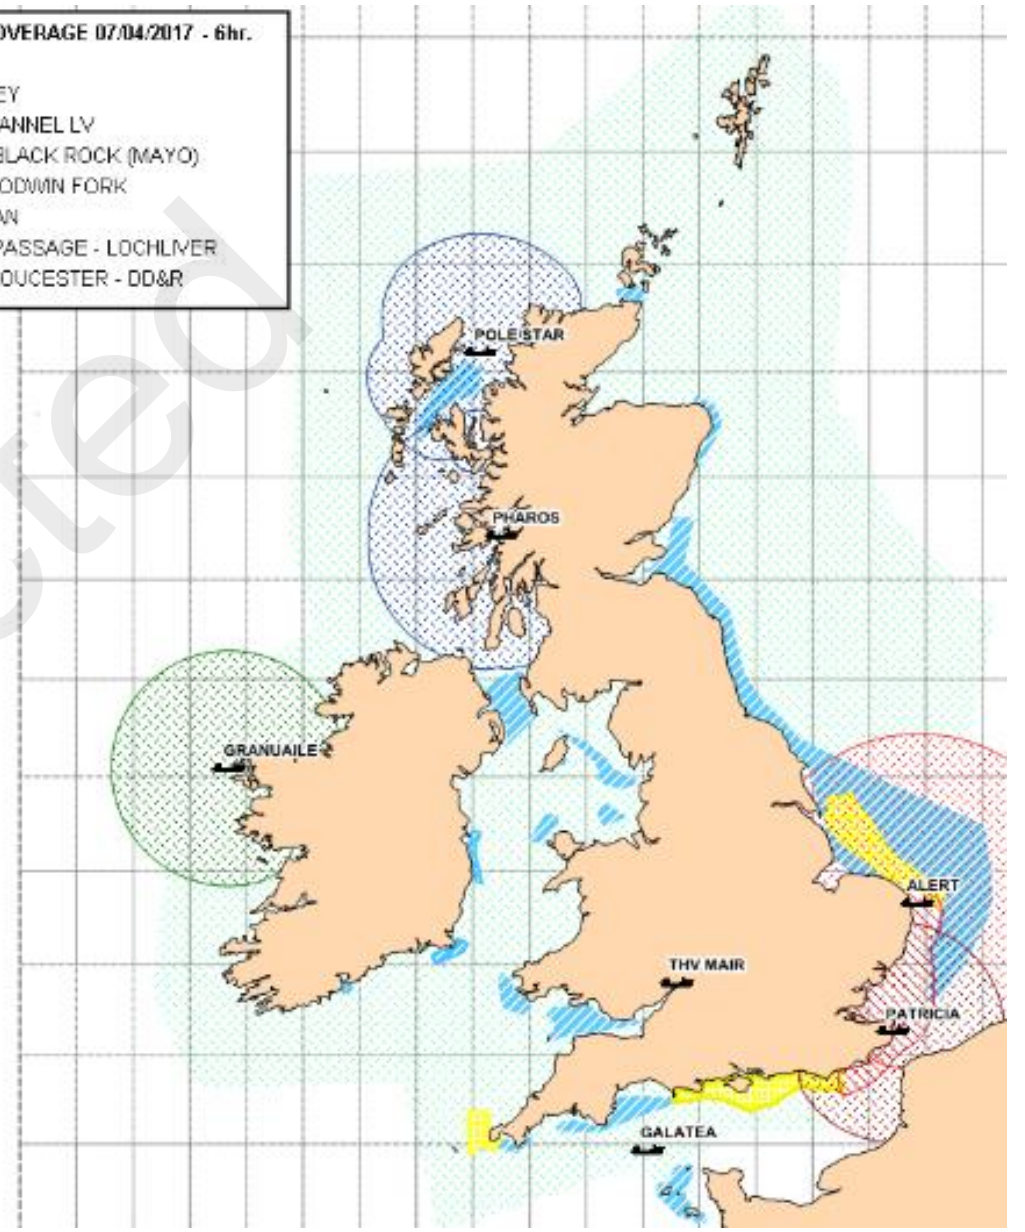 OVERAGE 07/04/2017 - 6hr.
EY
ANNEL LV
BLACK ROCK (MAYO)
ODWIN FORK
AN
PASSAGE - LOCHLIVER
OUCESTER - DD&R
cted
POLE STAR
PHAROS
GRANUAILE
ALERT
THV MAIR
PATRICIA
GALATEA